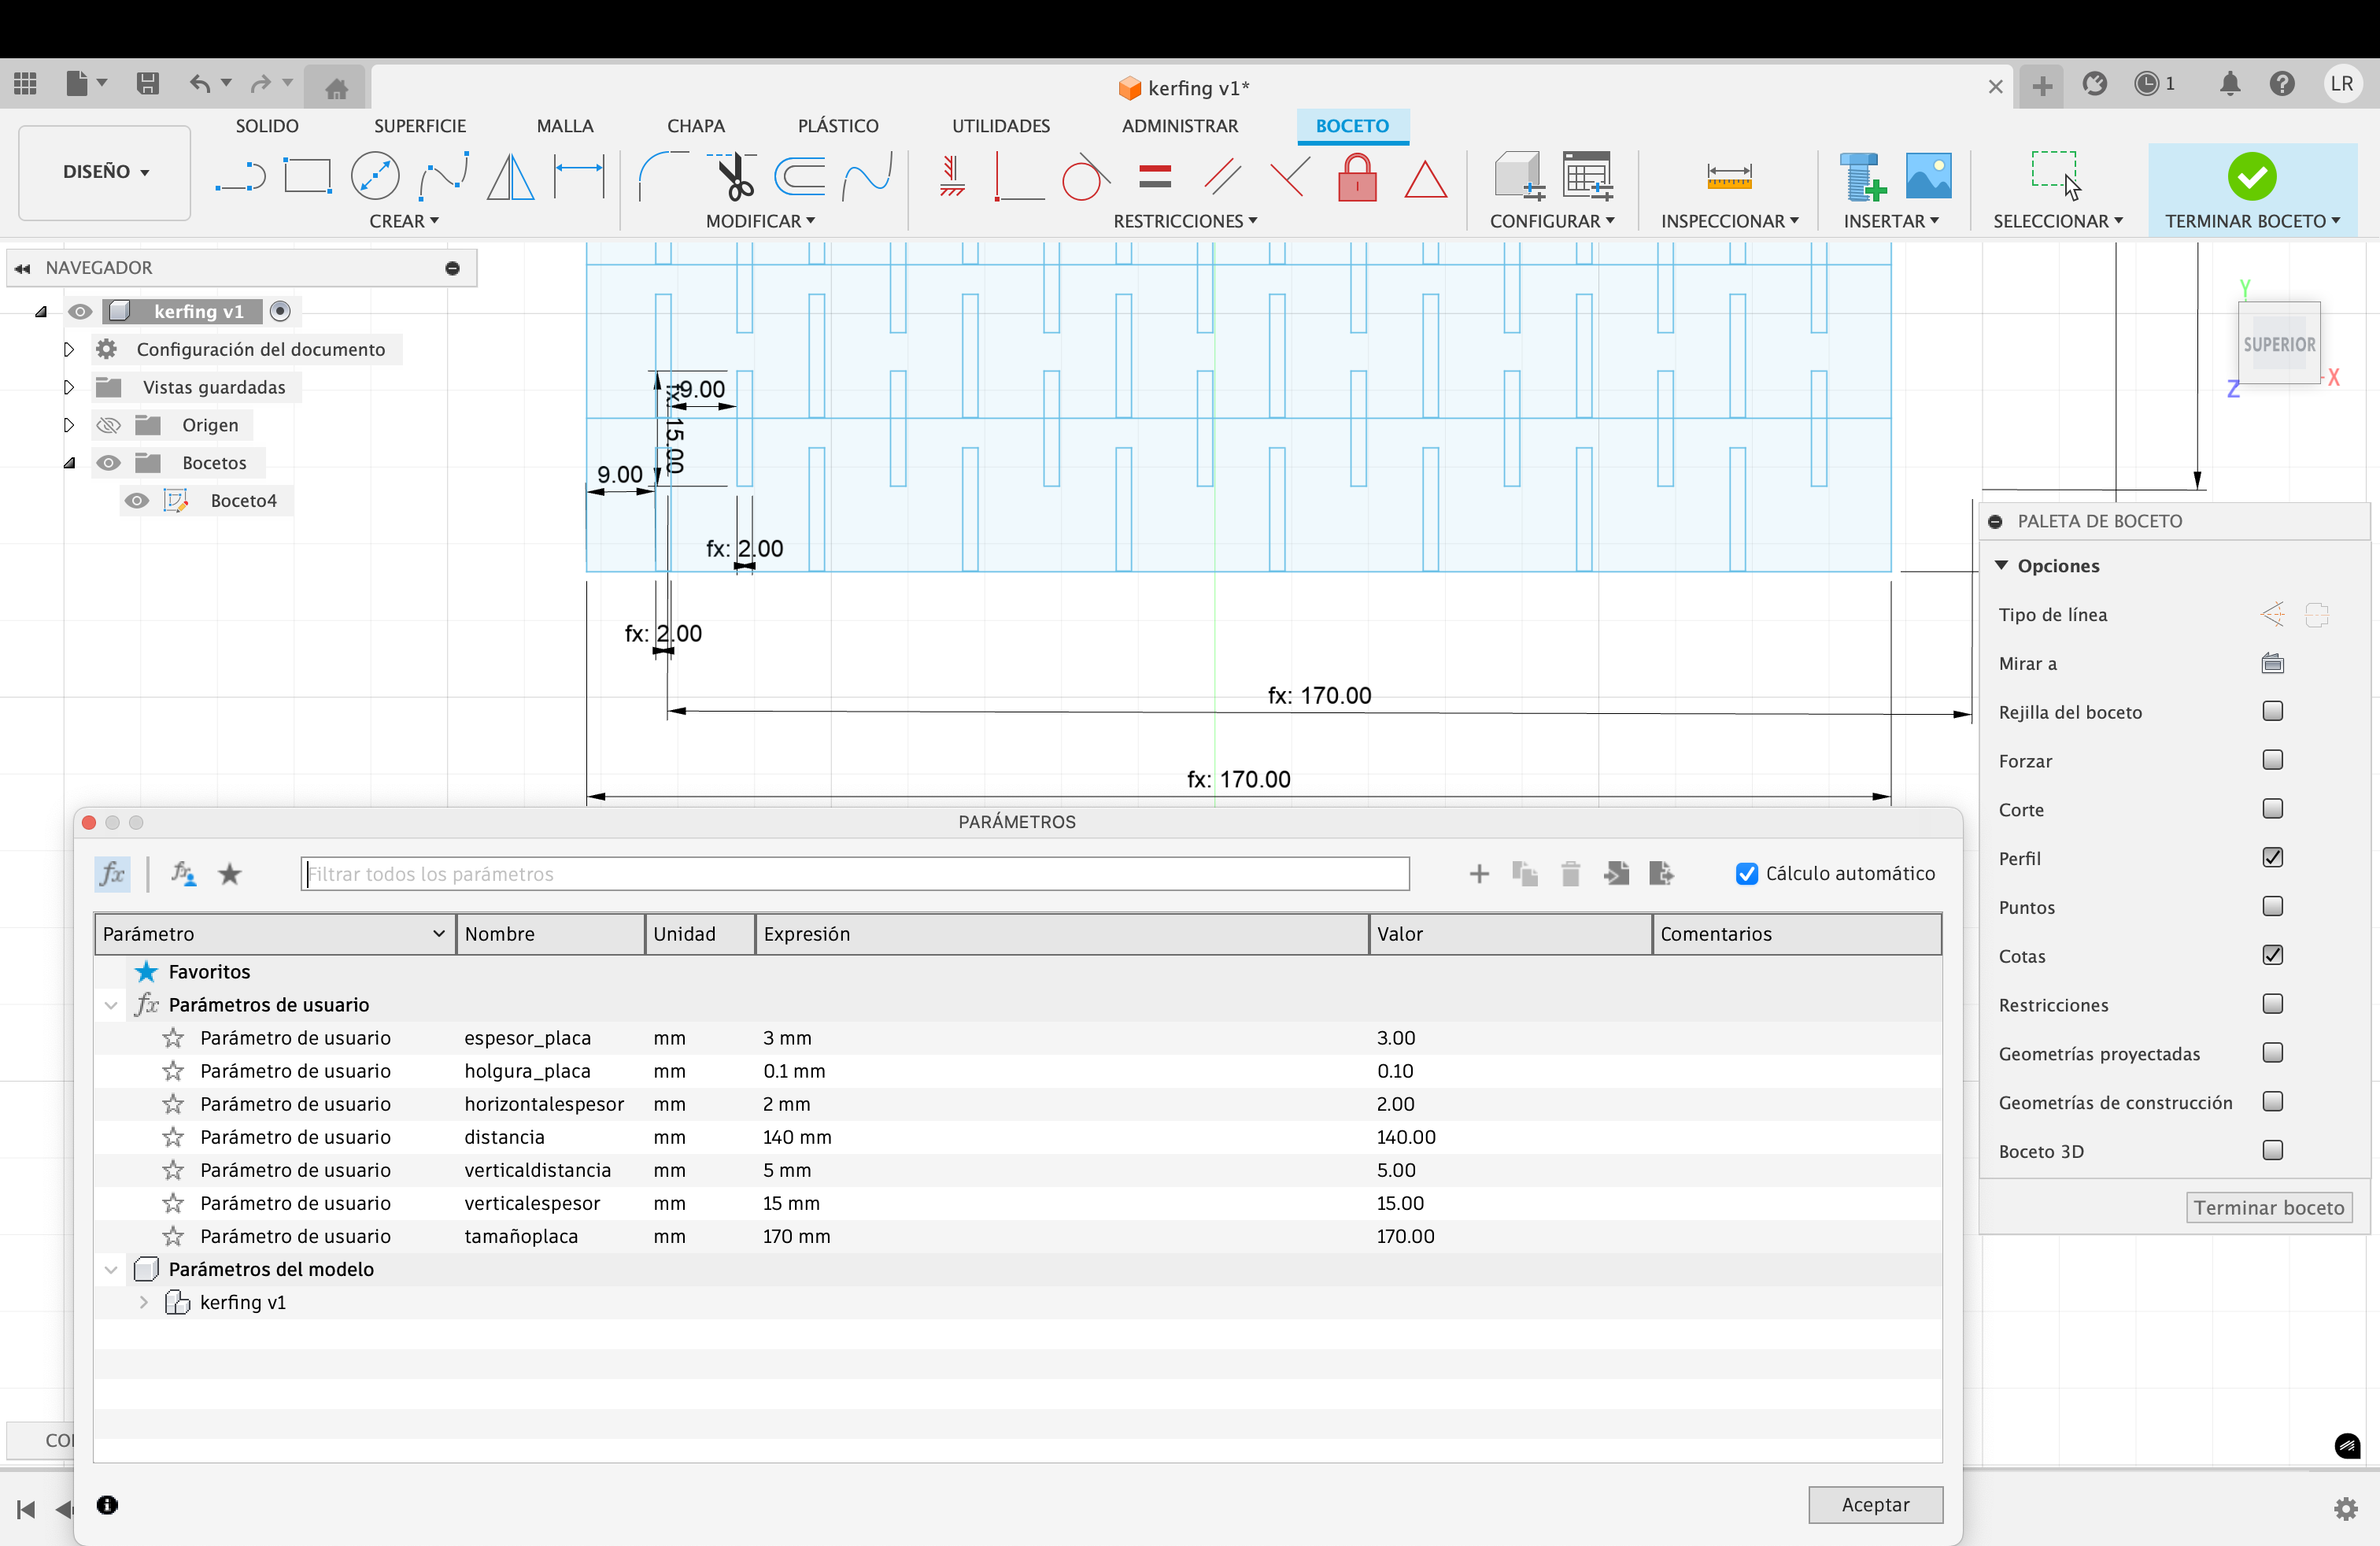 kerfing v1*
1
LR
SOLIDO SUPERFICIE MALLA CHAPA PLÁSTICO UTILIDADES ADMINISTRAR BOCETO
DISEÑO
CREAR MODIFICAR RESTRICCIONES CONFIGURAR INSPECCIONAR INSERTAR SELECCIONAR TERMINAR BOCETO
NAVEGADOR
kerfing v1
Configuración del documento
Vistas guardadas
Origen
Bocetos
Boceto4
Y
SUPERIOR
X
Z
9.00
fx: 15.00
9.00
fx: 2.00
fx: 2.00
fx: 170.00
fx: 170.00
PALETA DE BOCETO
Opciones
Tipo de línea
Mirar a
Rejilla del boceto
Forzar
Corte
Perfil
Puntos
Cotas
Restricciones
Geometrías proyectadas
Geometrías de construcción
Boceto 3D
Terminar boceto
PARÁMETROS
fx fx Filtrar todos los parámetros Cálculo automático
Parámetro Nombre Unidad Expresión Valor Comentarios
Favoritos
fx Parámetros de usuario
Parámetro de usuario espesor_placa mm 3 mm 3.00
Parámetro de usuario holgura_placa mm 0.1 mm 0.10
Parámetro de usuario horizontalespesor mm 2 mm 2.00
Parámetro de usuario distancia mm 140 mm 140.00
Parámetro de usuario verticaldistancia mm 5 mm 5.00
Parámetro de usuario verticalespesor mm 15 mm 15.00
Parámetro de usuario tamañoplaca mm 170 mm 170.00
Parámetros del modelo
kerfing v1
Aceptar